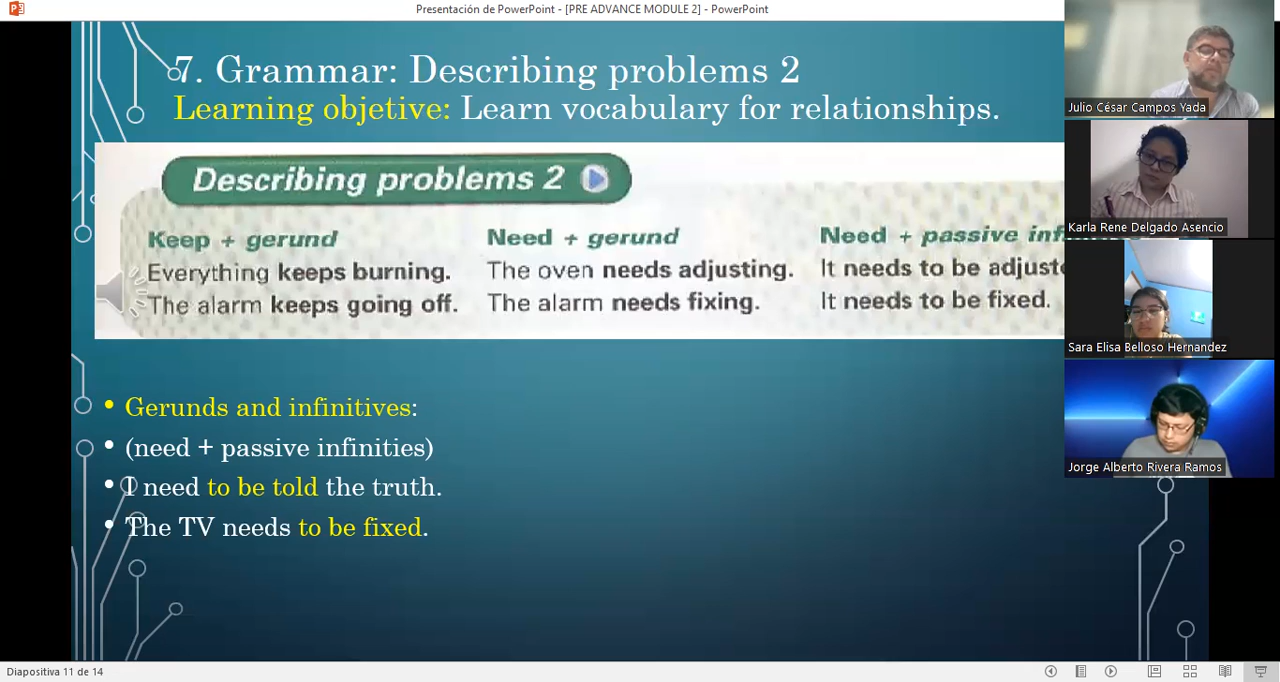 Presentación de PowerPoint - [PRE ADVANCE MODULE 2] - PowerPoint
7. Grammar: Describing problems 2
Learning objetive: Learn vocabulary for relationships.
Describing problems 2
Keep + gerund
Everything keeps burning.
The alarm keeps going off.
Need + gerund
The oven needs adjusting.
The alarm needs fixing.
Need + passive inf
It needs to be adjuste
It needs to be fixed.
• Gerunds and infinitives:
• (need + passive infinities)
• I need to be told the truth.
• The TV needs to be fixed.
Julio César Campos Yada
Karla Rene Delgado Asencio
Sara Elisa Belloso Hernandez
Jorge Alberto Rivera Ramos
Diapositiva 11 de 14